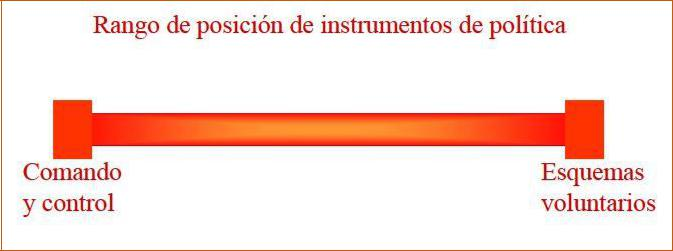 Rango de posición de instrumentos de política
Comando
y control
Esquemas
voluntarios